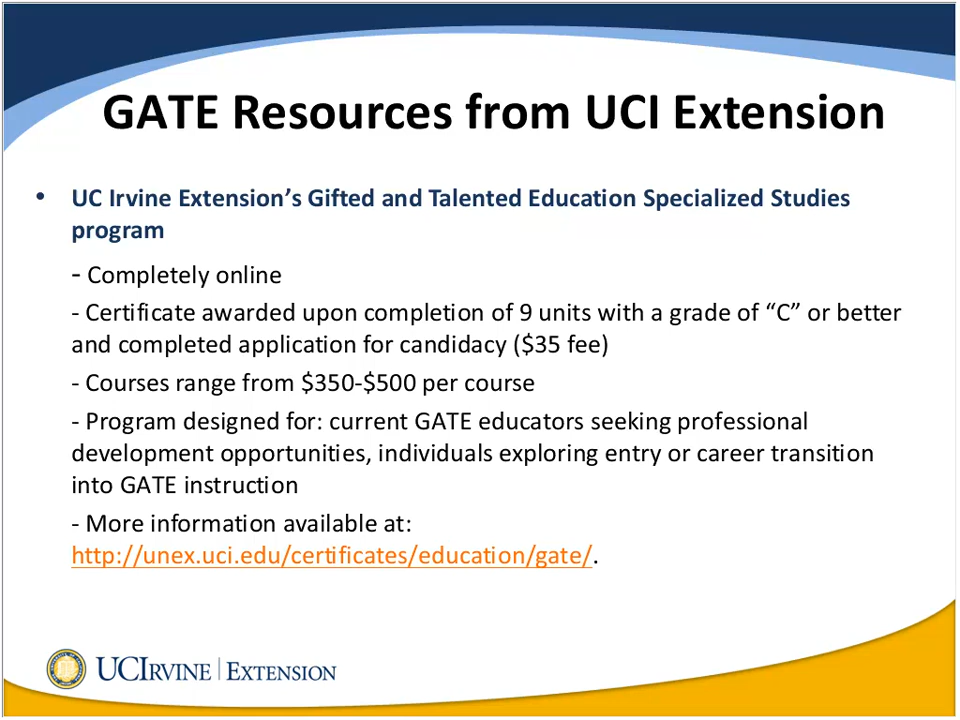 GATE Resources from UCI Extension
• UC Irvine Extension’s Gifted and Talented Education Specialized Studies
program
- Completely online
- Certificate awarded upon completion of 9 units with a grade of “C” or better
and completed application for candidacy ($35 fee)
- Courses range from $350-$500 per course
- Program designed for: current GATE educators seeking professional
development opportunities, individuals exploring entry or career transition
into GATE instruction
- More information available at:
http://unex.uci.edu/certificates/education/gate/.
UCIRVINE | EXTENSION